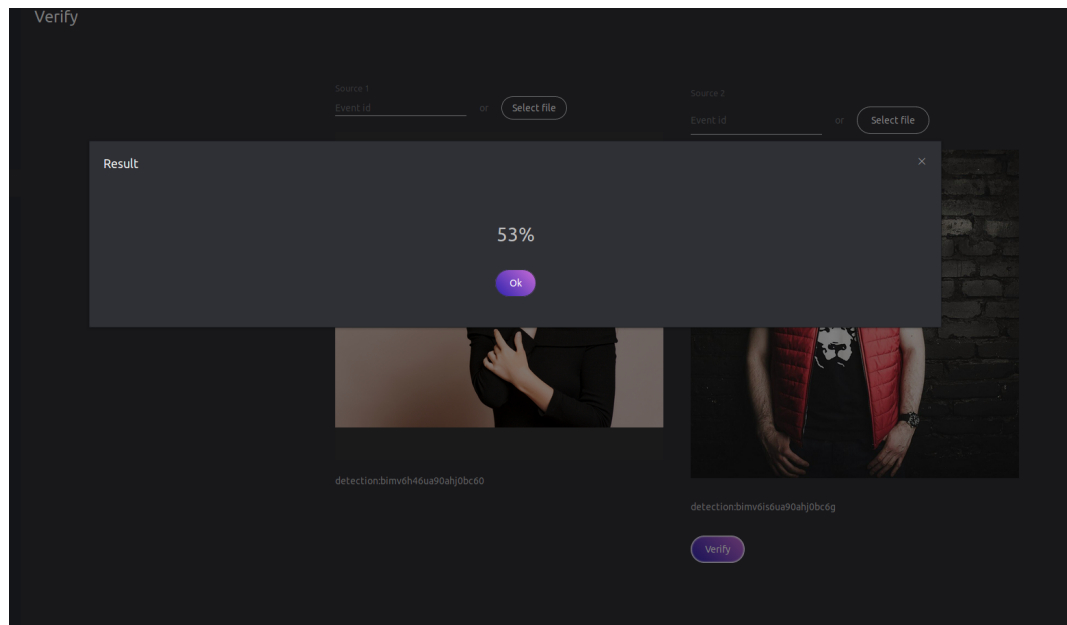 Verify
Source 1
Event id
or
Select file
Source 2
Event id
or
Select file
Result
×
53%
Ok
detection:bimv6h46ua90ahj0bc60
detection:bimv6is6ua90ahj0bc6g
Verify